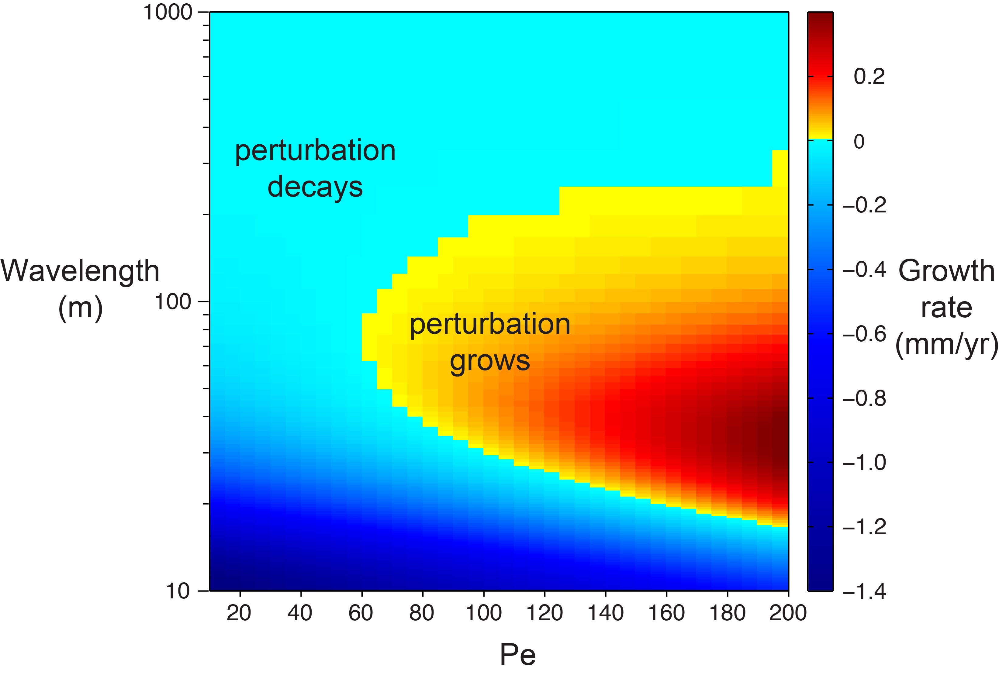 1000
100
10
Wavelength
(m)
perturbation
decays
perturbation
grows
20 40 60 80 100 120 140 160 180 200
Pe
0.2
0
−0.2
−0.4
−0.6
−0.8
−1.0
−1.2
−1.4
Growth
rate
(mm/yr)